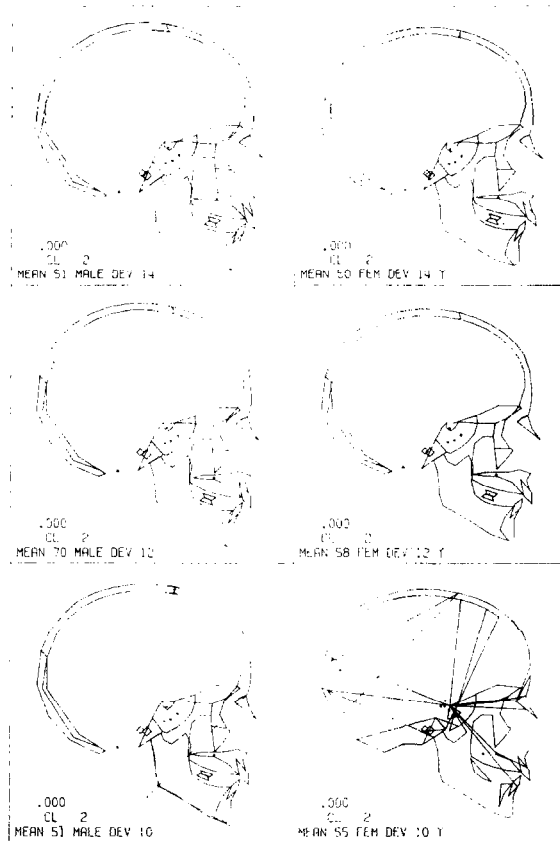 .000
CL 2
MEAN 51 MALE DEV 14
.000
CL 2
MEAN 50 FEM DEV 14 Y
.000
CL 2
MEAN 70 MALE DEV 12
.000
CL 2
MEAN 58 FEM DEV 12 Y
.000
CL 2
MEAN 51 MALE DEV 10
.000
CL 2
MEAN 55 FEM DEV 10 Y